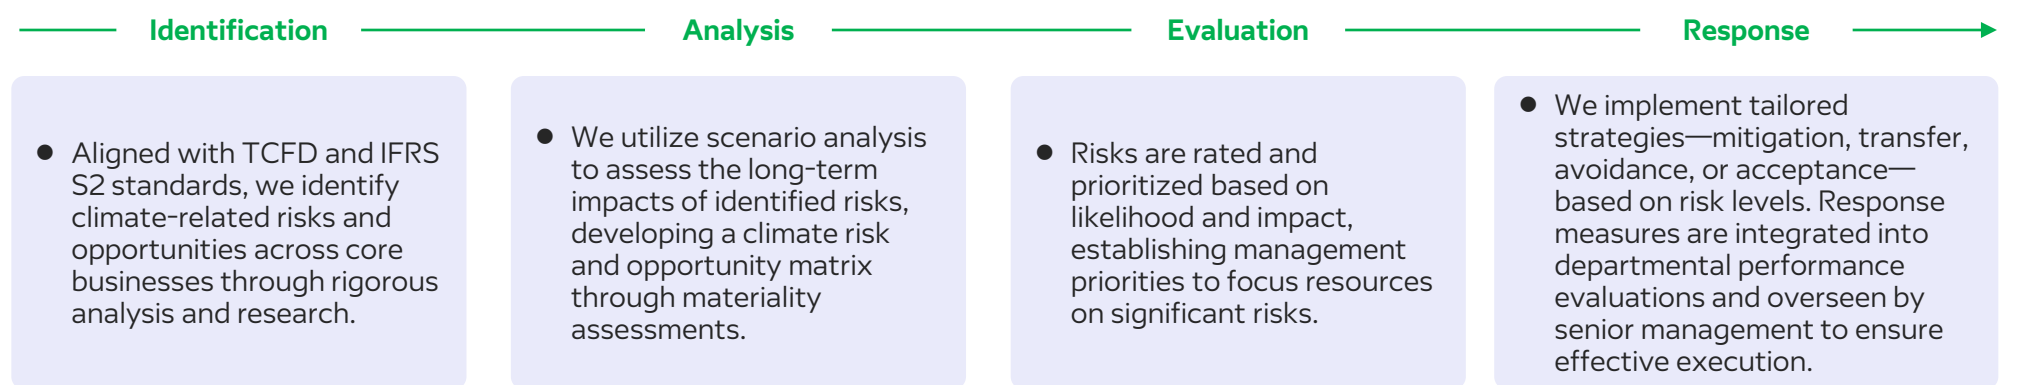 Identification
Analysis
Evaluation
Response
● Aligned with TCFD and IFRS
S2 standards, we identify
climate-related risks and
opportunities across core
businesses through rigorous
analysis and research.
● We utilize scenario analysis
to assess the long-term
impacts of identified risks,
developing a climate risk
and opportunity matrix
through materiality
assessments.
● Risks are rated and
prioritized based on
likelihood and impact,
establishing management
priorities to focus resources
on significant risks.
● We implement tailored
strategies—mitigation, transfer,
avoidance, or acceptance—
based on risk levels. Response
measures are integrated into
departmental performance
evaluations and overseen by
senior management to ensure
effective execution.